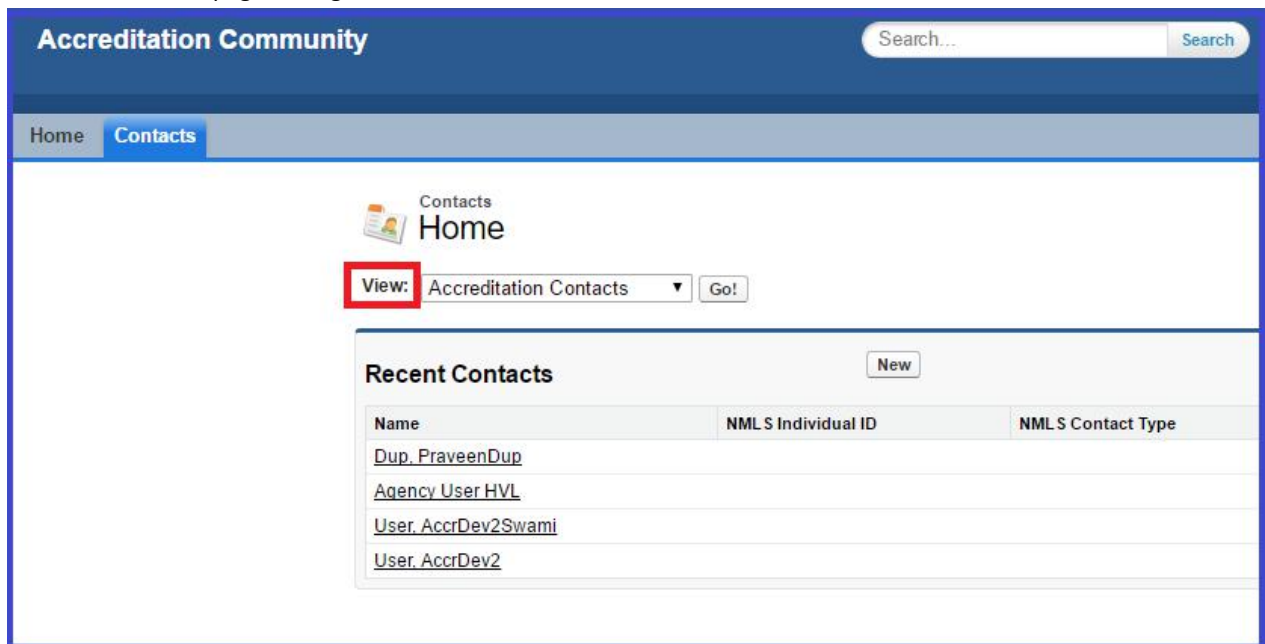 Accreditation Community
Search... Search
Home Contacts
Contacts
Home
View: Accreditation Contacts Go!
Recent Contacts New
Name NMLS Individual ID NMLS Contact Type
Dup, PraveenDup
Agency User HVL
User, AccrDev2Swami
User, AccrDev2